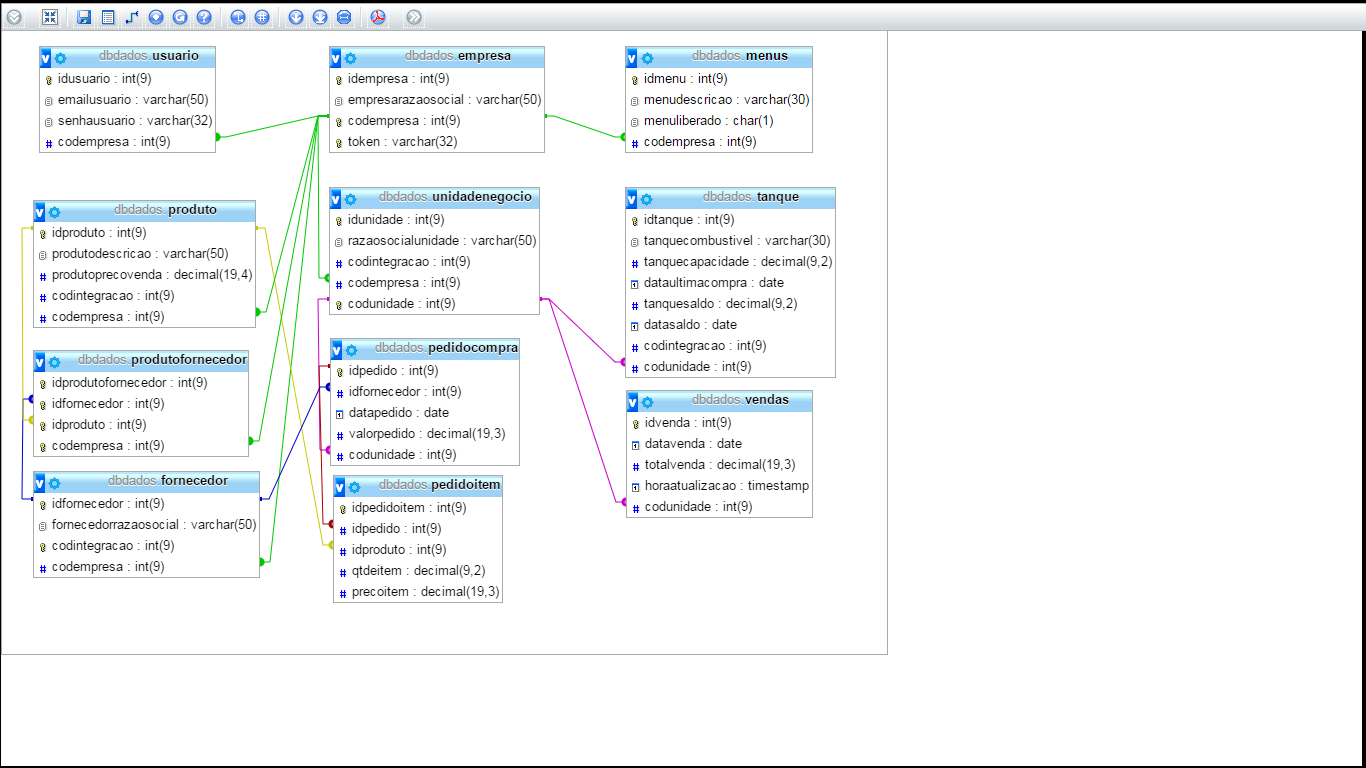 dbdados.usuario
idusuario : int(9)
emailusuario : varchar(50)
senhausuario : varchar(32)
codempresa : int(9)
dbdados.empresa
idempresa : int(9)
empresarazaosocial : varchar(50)
codempresa : int(9)
token : varchar(32)
dbdados.menus
idmenu : int(9)
menudescricao : varchar(30)
menuliberado : char(1)
codempresa : int(9)
dbdados.produto
idproduto : int(9)
produtodescricao : varchar(50)
produtoprecovenda : decimal(19,4)
codintegracao : int(9)
codempresa : int(9)
dbdados.unidadenegocio
idunidade : int(9)
razaosocialunidade : varchar(50)
codintegracao : int(9)
codempresa : int(9)
codunidade : int(9)
dbdados.tanque
idtanque : int(9)
tanquecombustivel : varchar(30)
tanquecapacidade : decimal(9,2)
dataultimacompra : date
tanquesaldo : decimal(9,2)
datasaldo : date
codintegracao : int(9)
codunidade : int(9)
dbdados.produtofornecedor
idprodutofornecedor : int(9)
idfornecedor : int(9)
idproduto : int(9)
codempresa : int(9)
dbdados.pedidocompra
idpedido : int(9)
idfornecedor : int(9)
datapedido : date
valorpedido : decimal(19,3)
codunidade : int(9)
dbdados.vendas
idvenda : int(9)
datavenda : date
totalvenda : decimal(19,3)
horaatualizacao : timestamp
codunidade : int(9)
dbdados.fornecedor
idfornecedor : int(9)
fornecedorrazaosocial : varchar(50)
codintegracao : int(9)
codempresa : int(9)
dbdados.pedidoitem
idpedidoitem : int(9)
idpedido : int(9)
idproduto : int(9)
qtdeitem : decimal(9,2)
precoitem : decimal(19,3)